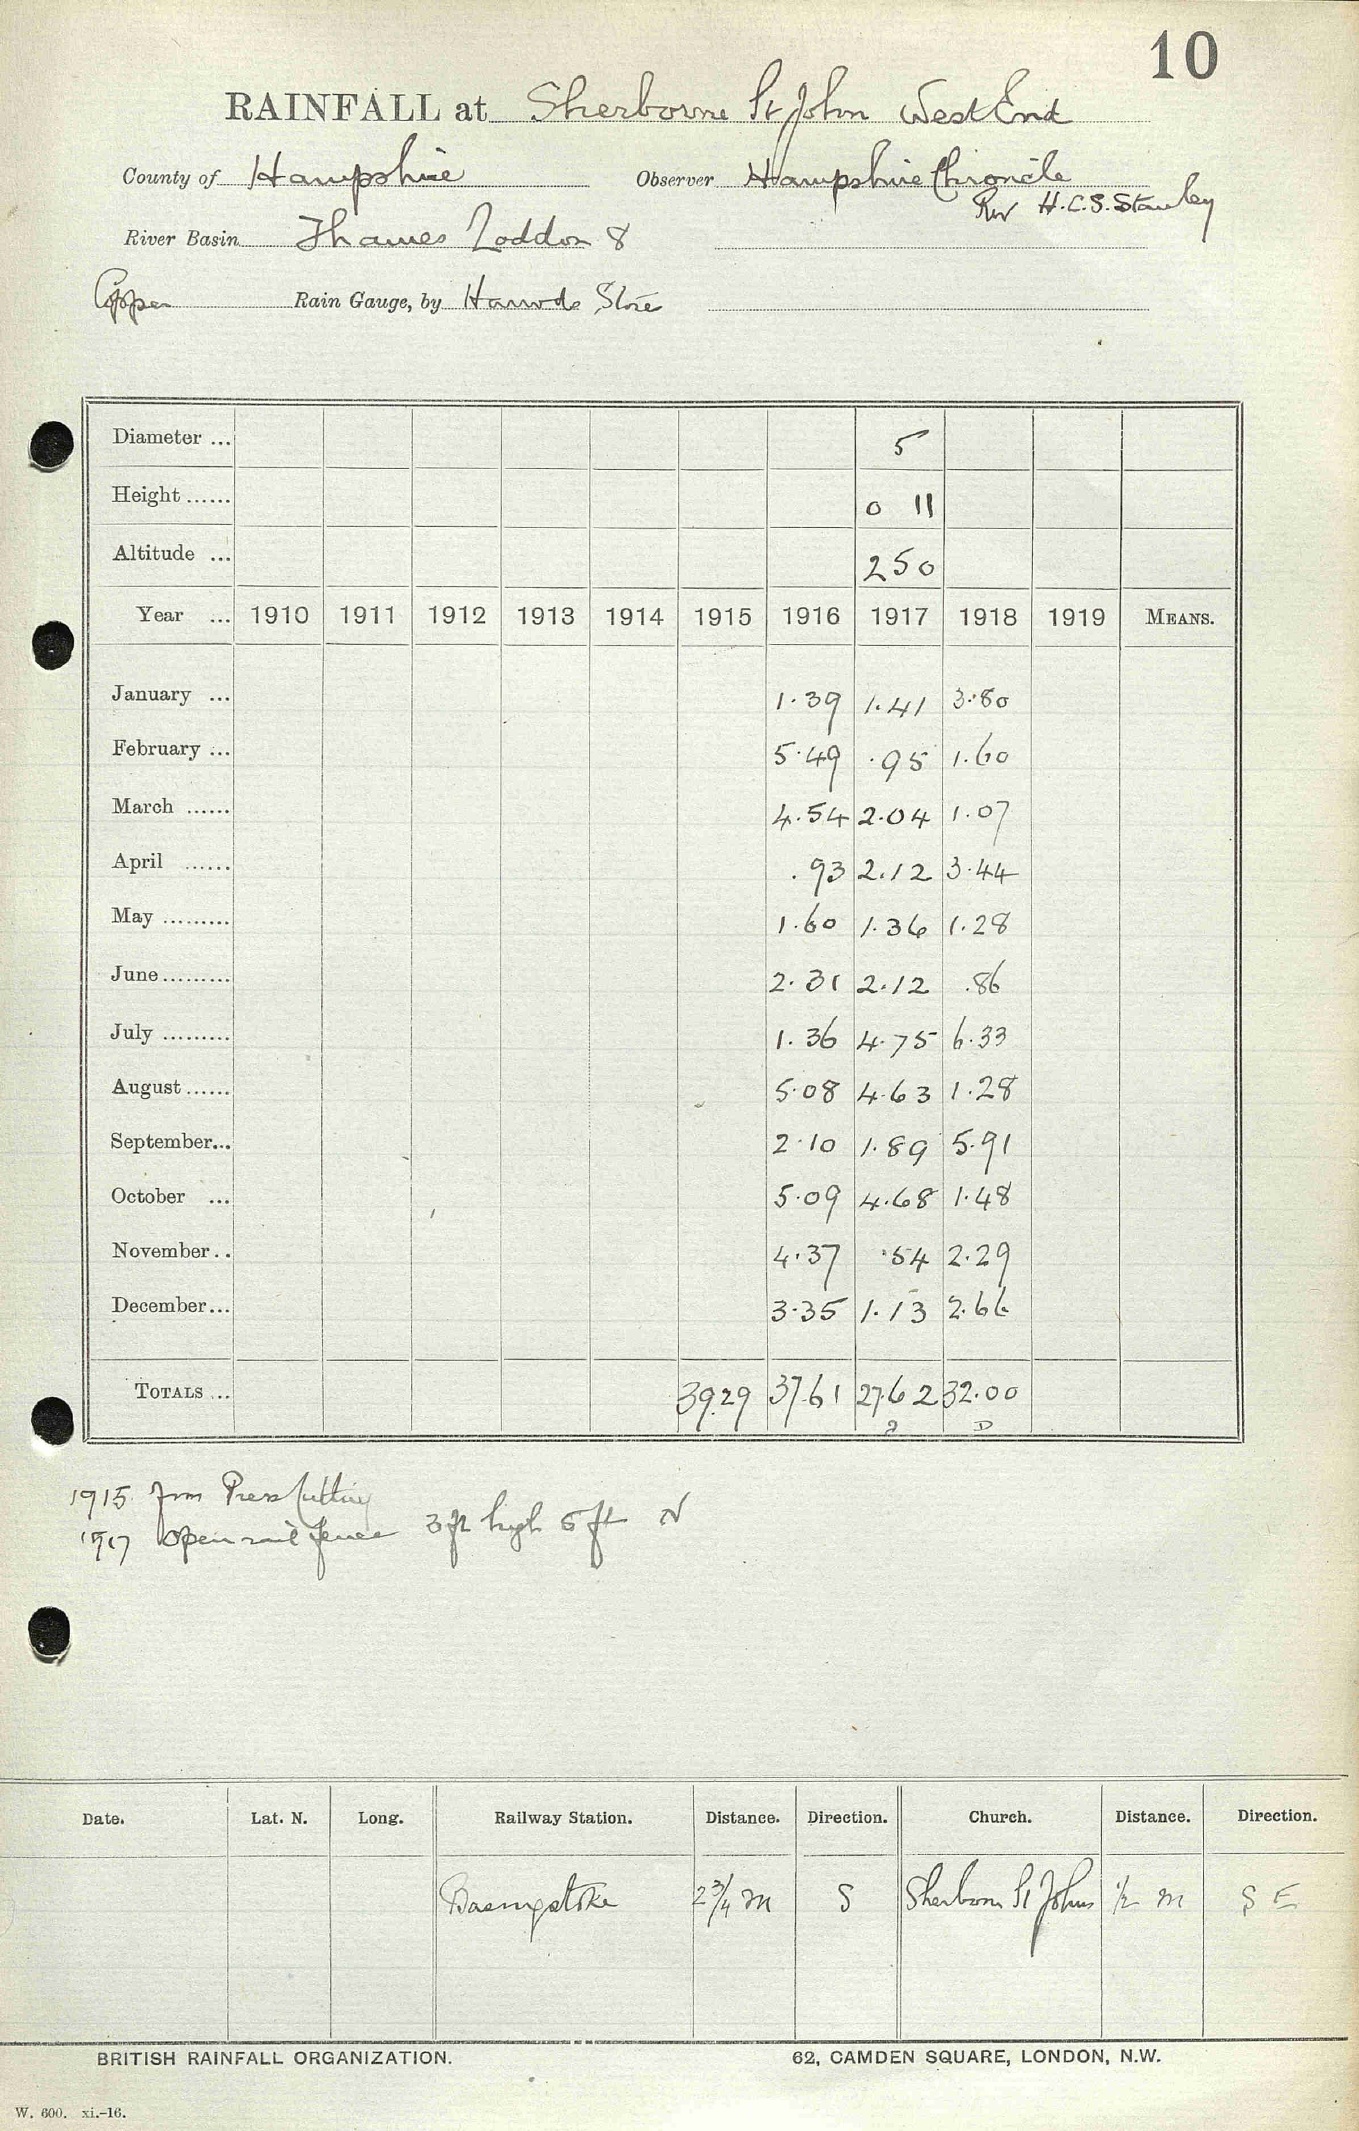 10
RAINFALL at Sherborne St John West End
County of Hampshire Observer Hampshire Chronicle
Rev H.C.S. Stanley
River Basin Thames Loddon 8
Copper Rain Gauge, by Harrods Store
Diameter ... 5
Height ...... 0 11
Altitude ... 250
Year ... 1910 1911 1912 1913 1914 1915 1916 1917 1918 1919 MEANS.
January ... 1.39 1.41 3.80
February ... 5.49 .95 1.60
March ...... 4.54 2.04 1.07
April ...... .93 2.12 3.44
May ......... 1.60 1.36 1.28
June ......... 2.31 2.12 .86
July ......... 1.36 4.75 6.33
August ...... 5.08 4.63 1.28
September... 2.10 1.89 5.91
October ... 5.09 4.68 1.48
November .. 4.37 .54 2.29
December... 3.35 1.13 2.66
TOTALS ... 39.29 37.61 27.62 32.00
D
1915 from Press Cutting
1917 open rail fence 3 ft high 5 ft N
Date. Lat. N. Long. Railway Station. Distance. Direction. Church. Distance. Direction.
Basingstoke 2 3/4 m S Sherborne St Johns 1/2 m S E
BRITISH RAINFALL ORGANIZATION. 62, CAMDEN SQUARE, LONDON, N.W.
W. 600. xi.-16.